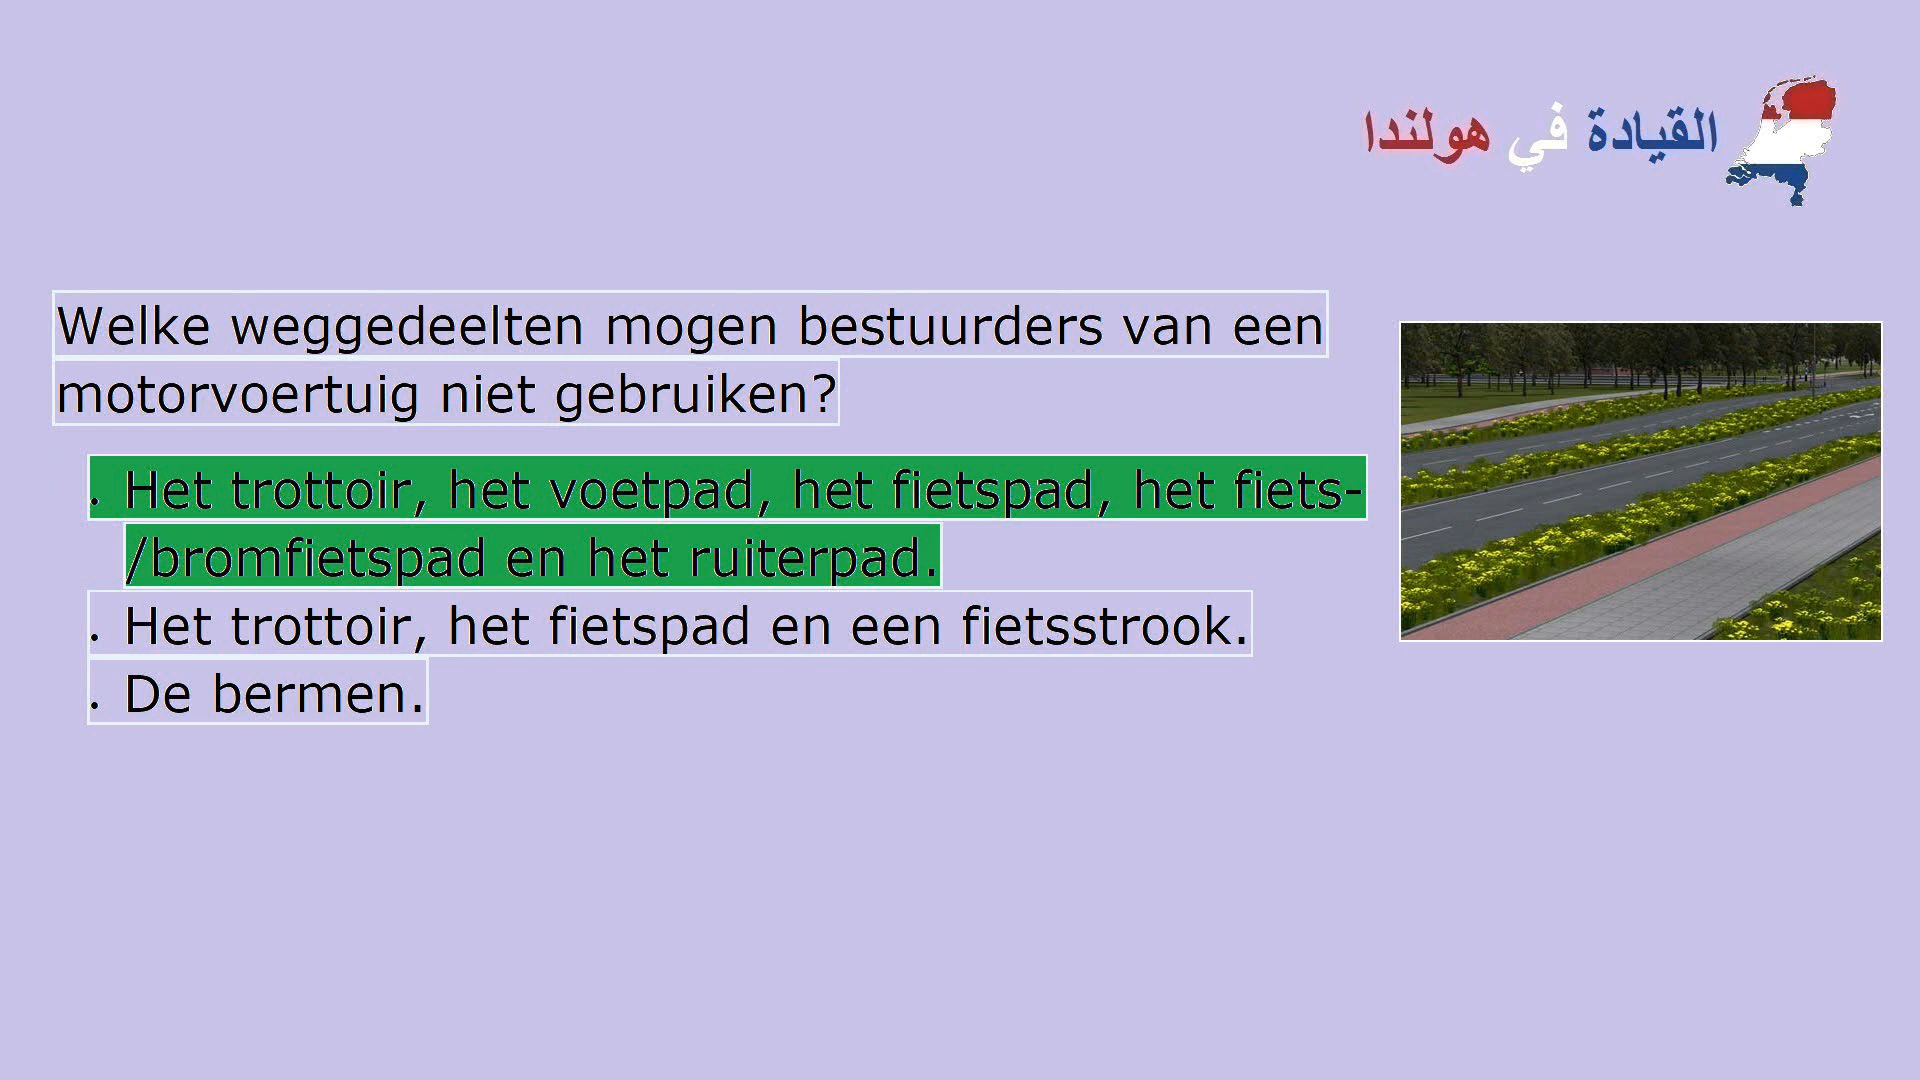 القيادة في هولندا
Welke weggedeelten mogen bestuurders van een
motorvoertuig niet gebruiken?
. Het trottoir, het voetpad, het fietspad, het fiets-
/bromfietspad en het ruiterpad.
. Het trottoir, het fietspad en een fietsstrook.
. De bermen.